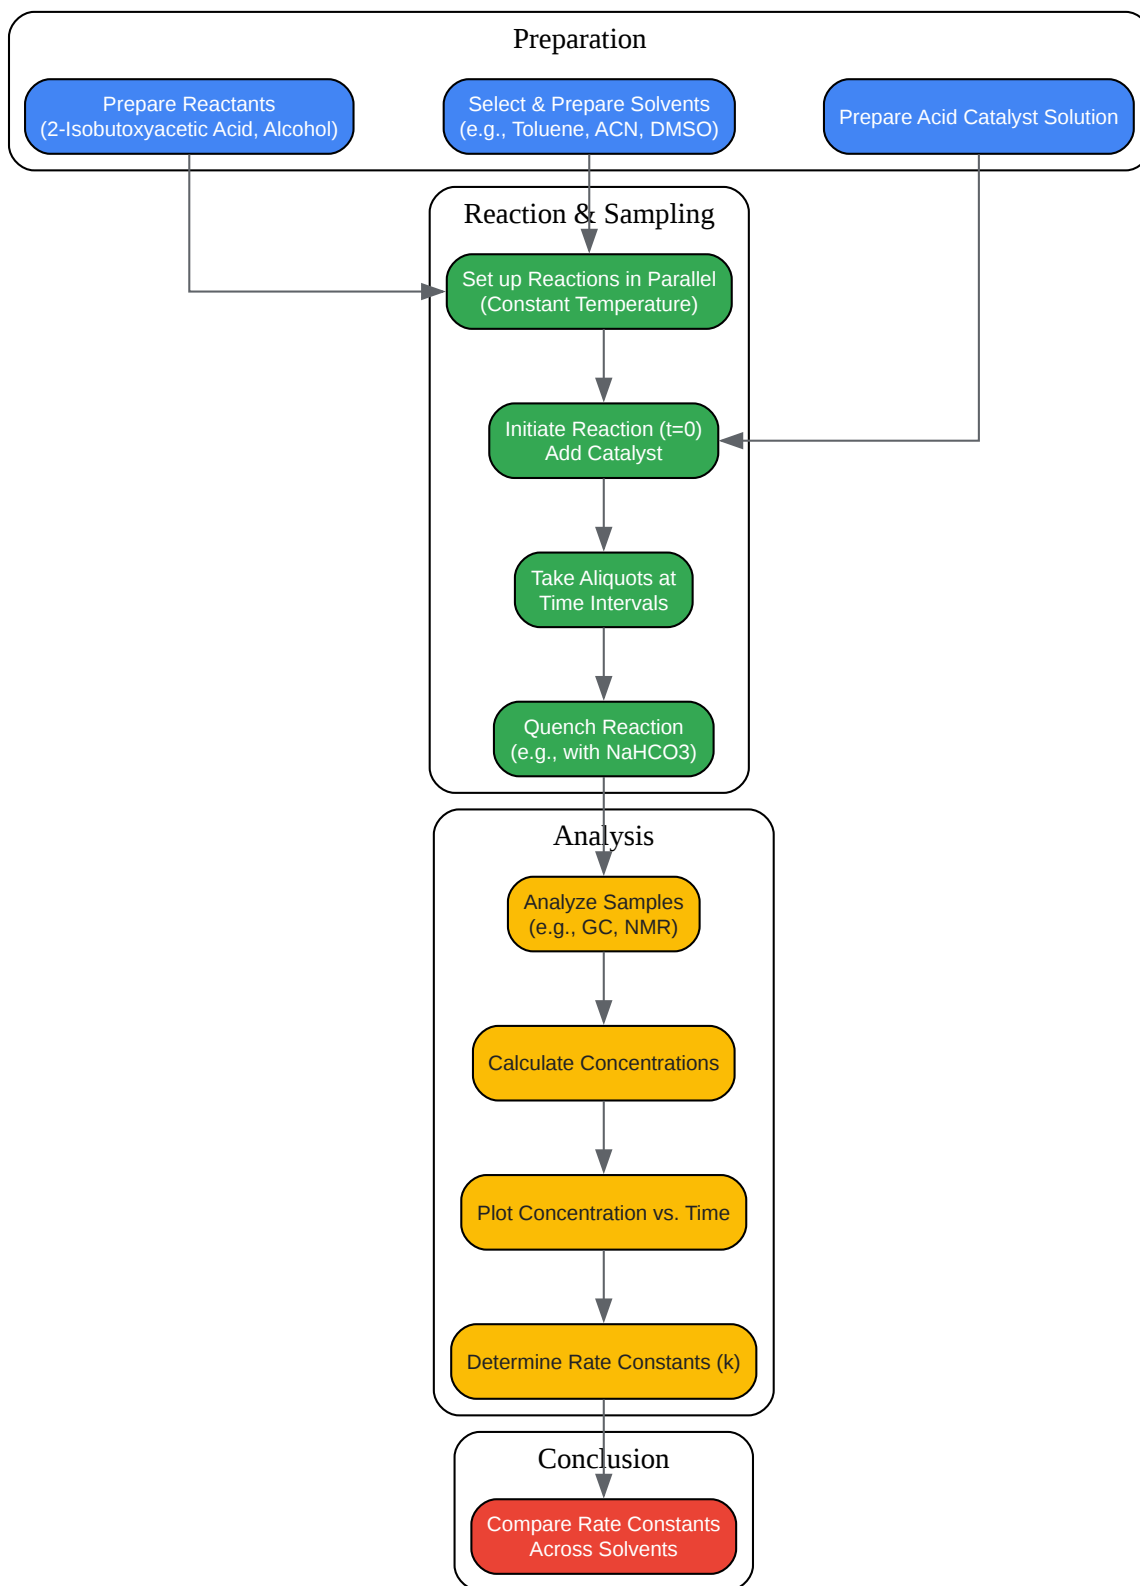 Preparation
Prepare Reactants
(2-Isobutoxyacetic Acid, Alcohol)
Select & Prepare Solvents
(e.g., Toluene, ACN, DMSO)
Prepare Acid Catalyst Solution
Reaction & Sampling
Set up Reactions in Parallel
(Constant Temperature)
Initiate Reaction (t=0)
Add Catalyst
Take Aliquots at
Time Intervals
Quench Reaction
(e.g., with NaHCO3)
Analysis
Analyze Samples
(e.g., GC, NMR)
Calculate Concentrations
Plot Concentration vs. Time
Determine Rate Constants (k)
Conclusion
Compare Rate Constants
Across Solvents